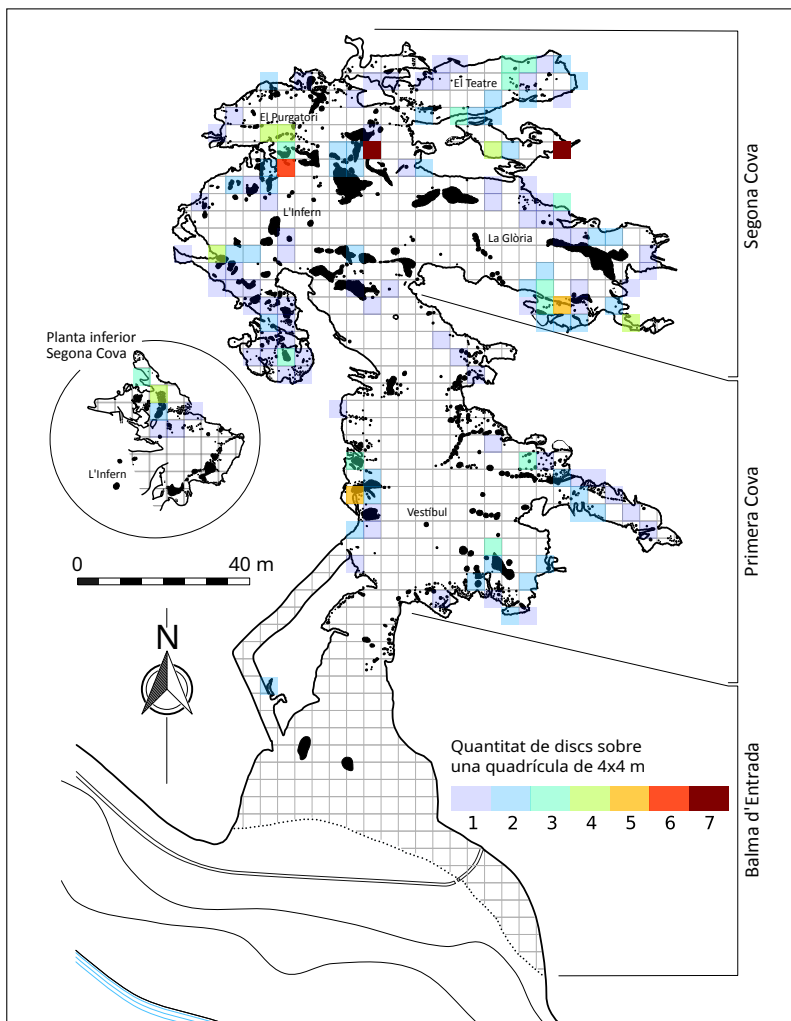 El Teatre
El Purgatori
L'Infern
La Glòria
Segona Cova
Planta inferior
Segona Cova
L'Infern
Vestíbul
Primera Cova
0 40 m
N
Quantitat de discs sobre
una quadrícula de 4x4 m
1 2 3 4 5 6 7
Balma d'Entrada